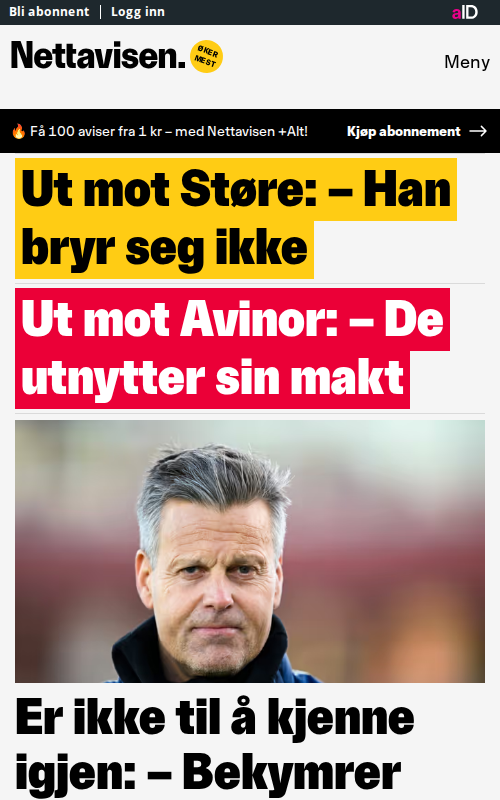 Bli abonnent | Logg inn
aID
Nettavisen.
ØKER
MEST
Meny
🔥 Få 100 aviser fra 1 kr – med Nettavisen +Alt!
Kjøp abonnement →
Ut mot Støre: – Han
bryr seg ikke
Ut mot Avinor: – De
utnytter sin makt
Er ikke til å kjenne
igjen: – Bekymrer